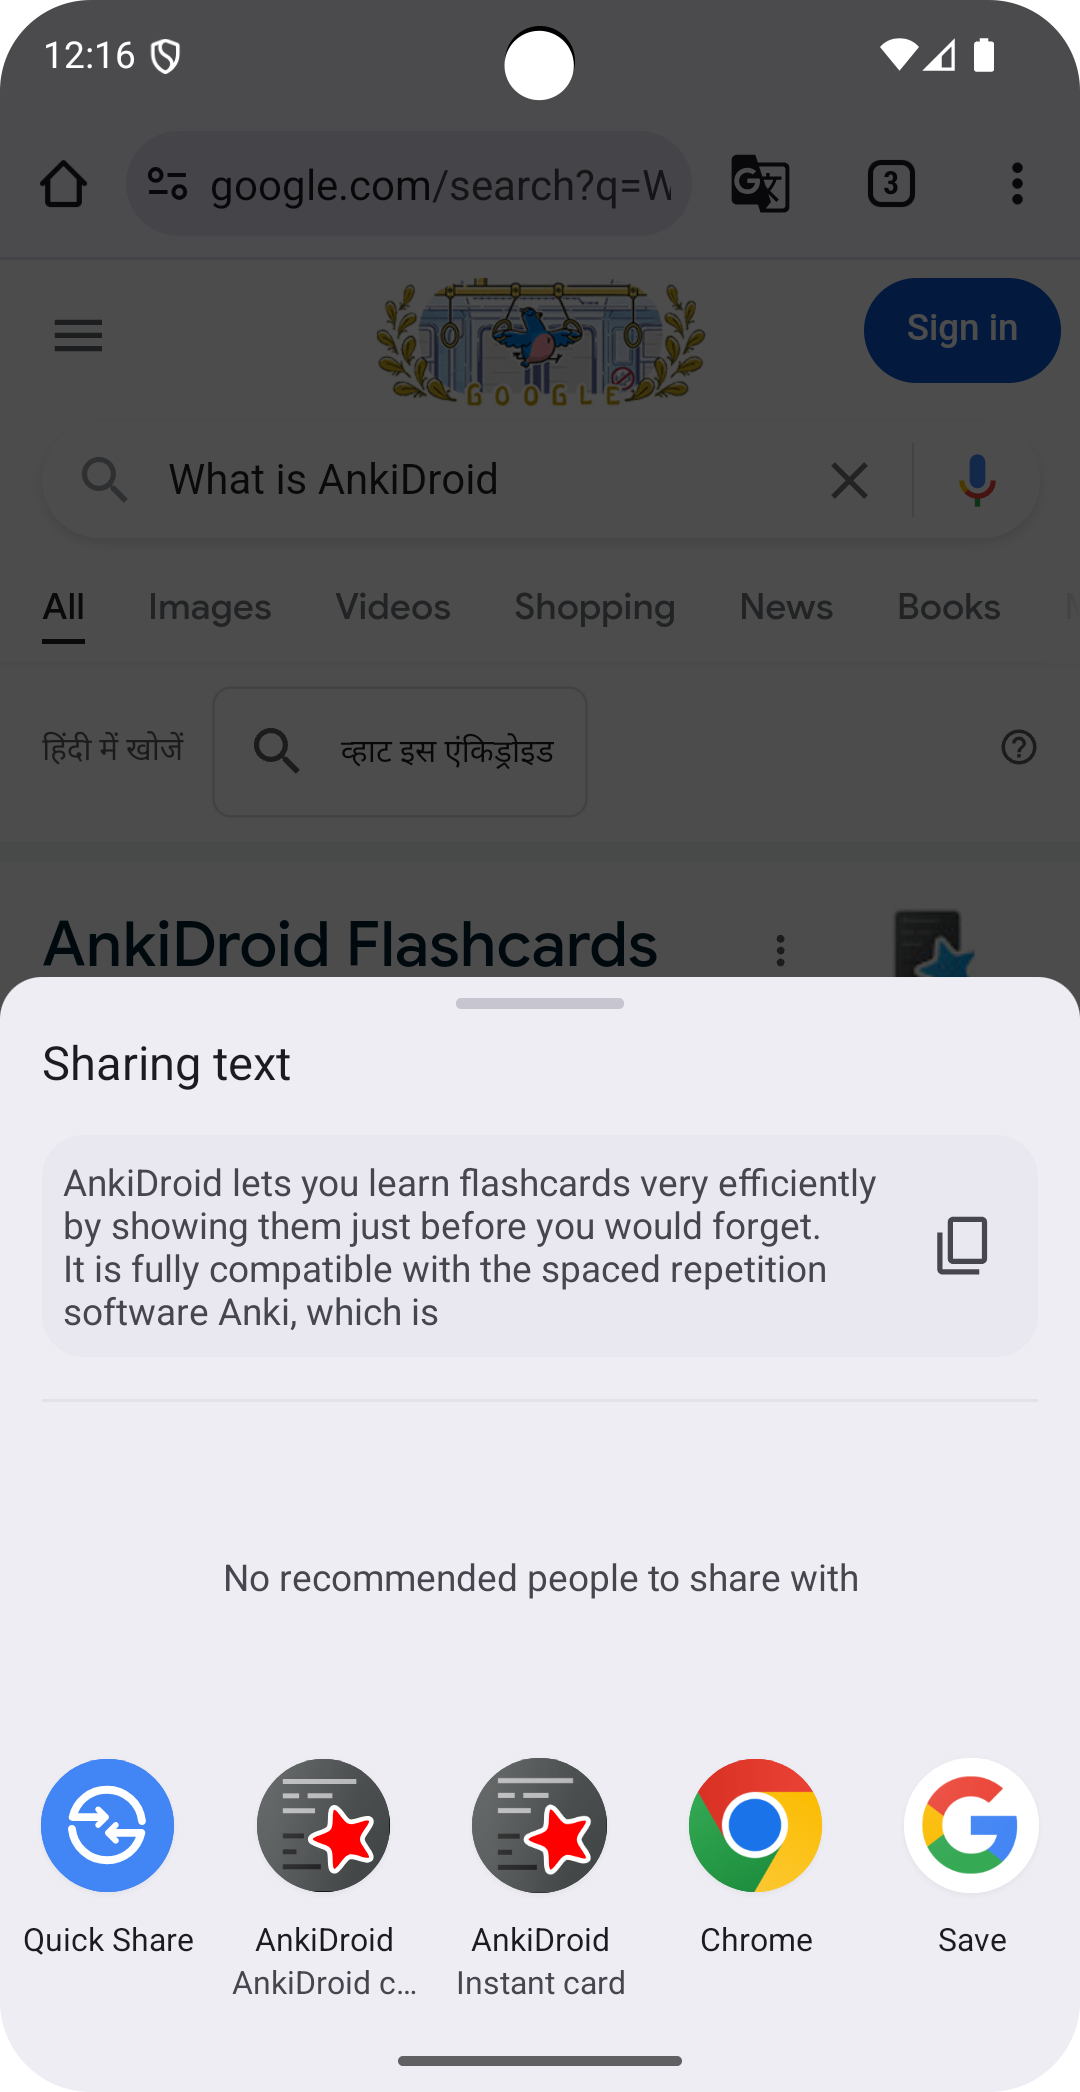 12:16
google.com/search?q=W
3
GOOGLE
Sign in
What is AnkiDroid
All Images Videos Shopping News Books
हिंदी में खोजें व्हाट इस एंकिड्रोइड
AnkiDroid Flashcards
Sharing text
AnkiDroid lets you learn flashcards very efficiently
by showing them just before you would forget.
It is fully compatible with the spaced repetition
software Anki, which is
No recommended people to share with
Quick Share AnkiDroid AnkiDroid Chrome Save
AnkiDroid c… Instant card